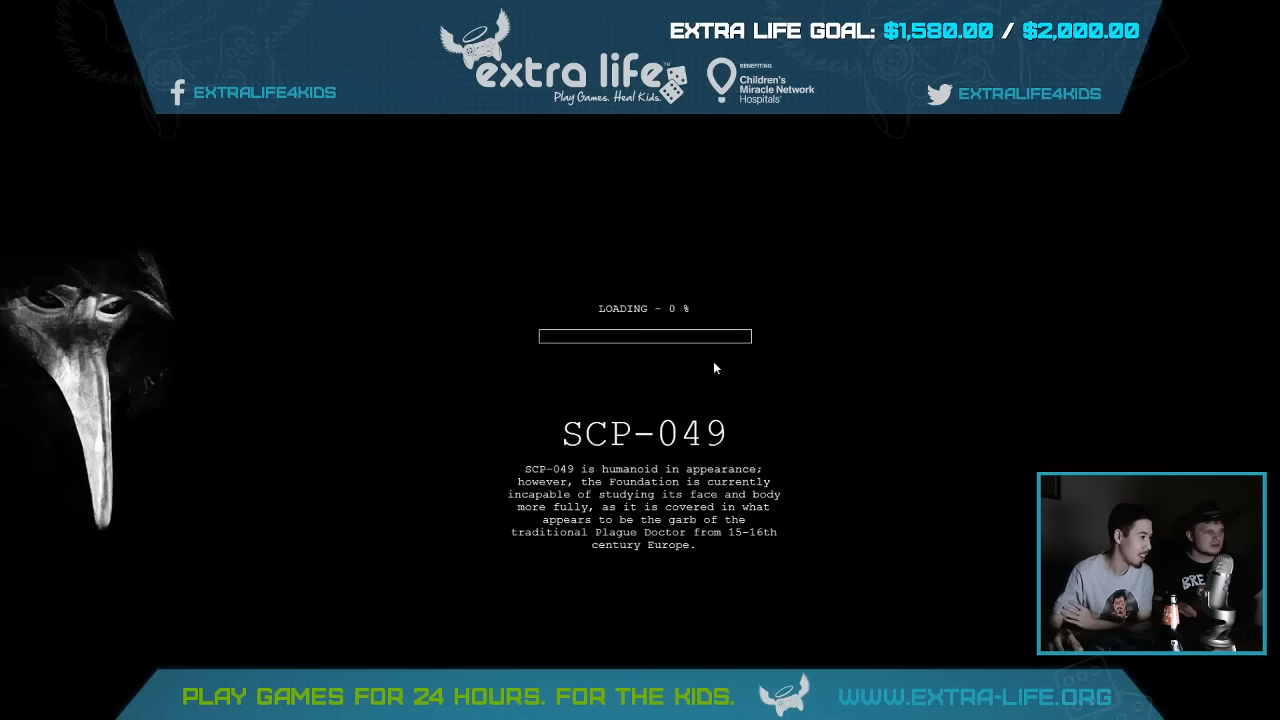 EXTRA LIFE GOAL: $1,580.00 / $2,000.00
extra life™
Play Games. Heal Kids.
BENEFITING
Children's
Miracle Network
Hospitals®
EXTRALIFE4KIDS
EXTRALIFE4KIDS
LOADING - 0 %
SCP-049
SCP-049 is humanoid in appearance;
however, the Foundation is currently
incapable of studying its face and body
more fully, as it is covered in what
appears to be the garb of the
traditional Plague Doctor from 15-16th
century Europe.
BRE
PLAY GAMES FOR 24 HOURS. FOR THE KIDS.
WWW.EXTRA-LIFE.ORG